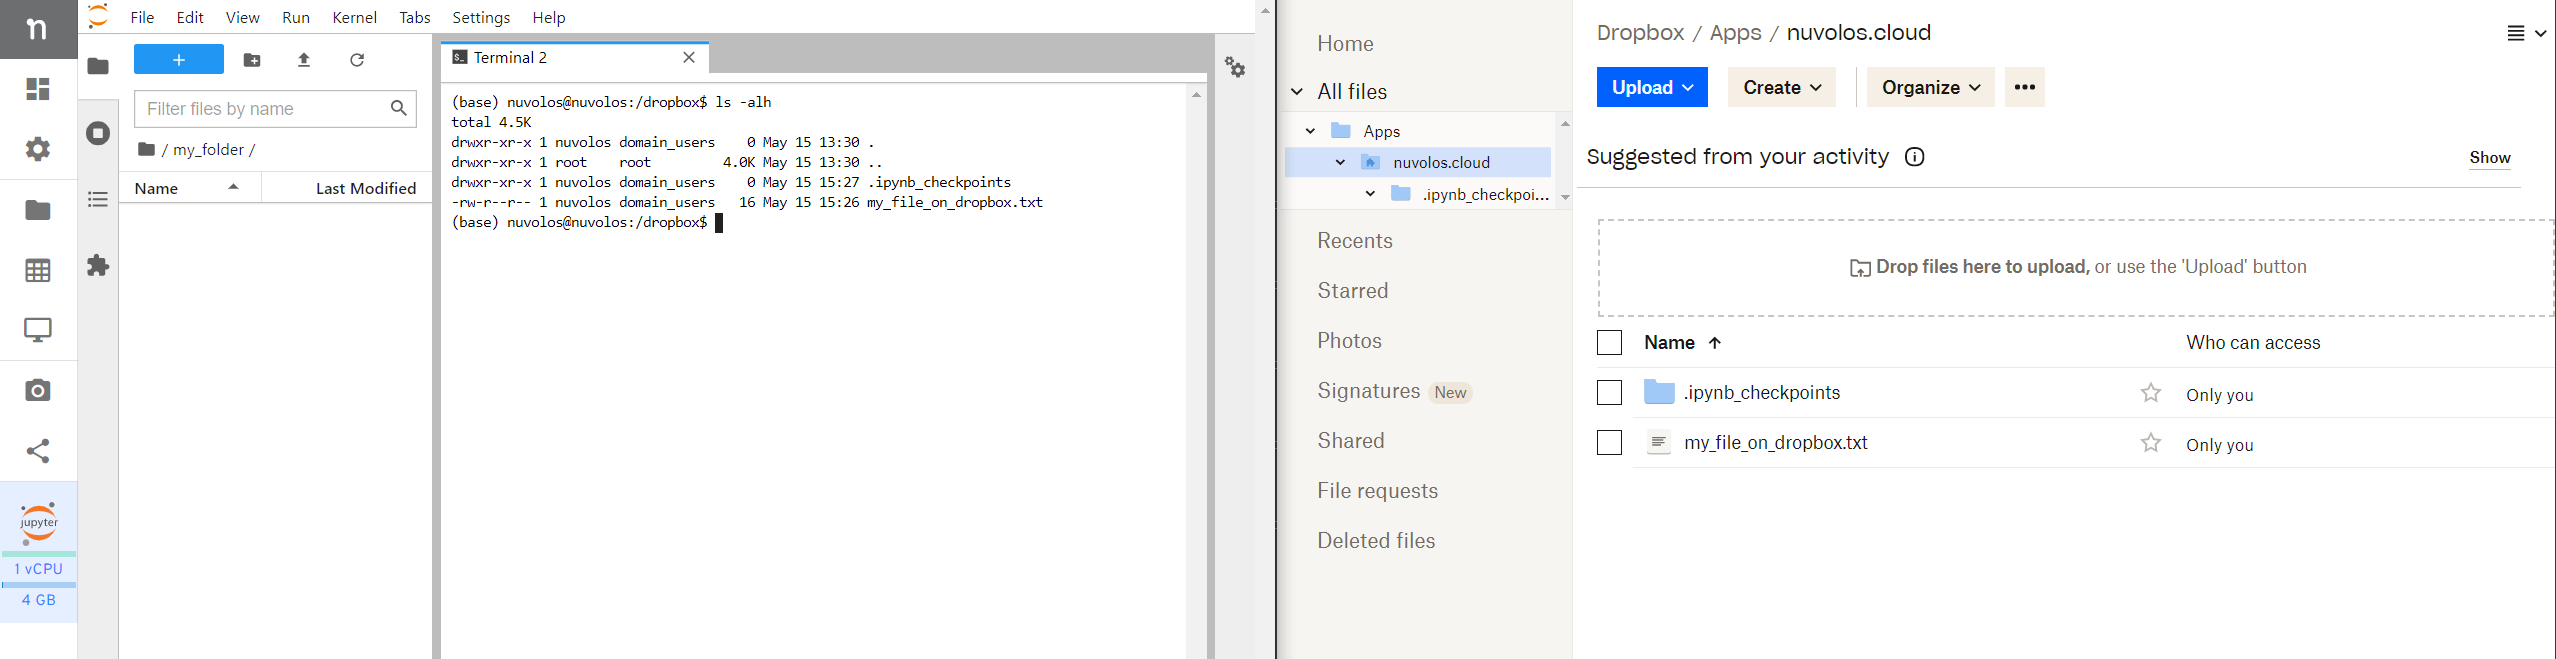 n
File Edit View Run Kernel Tabs Settings Help
Filter files by name
/ my_folder /
Name Last Modified
jupyter
1 vCPU
4 GB
Terminal 2
(base) nuvolos@nuvolos:/dropbox$ ls -alh
total 4.5K
drwxr-xr-x 1 nuvolos domain_users    0 May 15 13:30 .
drwxr-xr-x 1 root    root         4.0K May 15 13:30 ..
drwxr-xr-x 1 nuvolos domain_users    0 May 15 15:27 .ipynb_checkpoints
-rw-r--r-- 1 nuvolos domain_users   16 May 15 15:26 my_file_on_dropbox.txt
(base) nuvolos@nuvolos:/dropbox$
Home
All files
Apps
nuvolos.cloud
.ipynb_checkpoi...
Recents
Starred
Photos
Signatures New
Shared
File requests
Deleted files
Dropbox / Apps / nuvolos.cloud
Upload Create Organize
Suggested from your activity
Show
Drop files here to upload, or use the 'Upload' button
Name Who can access
.ipynb_checkpoints Only you
my_file_on_dropbox.txt Only you